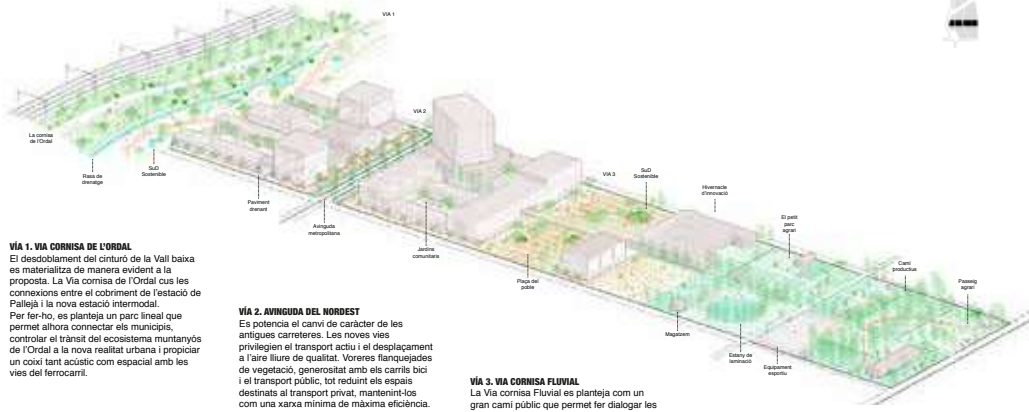 VIA 1
VIA 2
La cornisa
de l'Ordal
Rasa de
drenatge
SuD
Sostenible
Paviment
drenant
Avinguda
metropolitana
Jardins
comunitaris
VIA 3
SuD
Sostenible
Hivernacle
d'innovació
El petit
parc
agrari
Camí
productius
Passeig
agrari
Plaça del
poble
Magatzem
Estany de
laminació
Equipament
esportiu
VÍA 1. VIA CORNISA DE L'ORDAL
El desdoblament del cinturó de la Vall baixa
es materialitza de manera evident a la
proposta. La Via cornisa de l'Ordal cus les
connexions entre el cobriment de l'estació de
Pallejà i la nova estació intermodal.
Per fer-ho, es planteja un parc lineal que
permet alhora connectar els municipis,
controlar el trànsit del ecosistema muntanyós
de l'Ordal a la nova realitat urbana i propiciar
un coixí tant acústic com espacial amb les
vies del ferrocarril.
VÍA 2. AVINGUDA DEL NORDEST
Es potencia el canvi de caràcter de les
antigues carreteres. Les noves vies
privilegien el transport actiu i el desplaçament
a l'aire lliure de qualitat. Voreres flanquejades
de vegetació, generositat amb els carrils bici
i el transport públic, tot reduint els espais
destinats al transport privat, mantenint-los
com una xarxa mínima de màxima eficiència.
VÍA 3. VIA CORNISA FLUVIAL
La Via cornisa Fluvial es planteja com un
gran camí públic que permet fer dialogar les